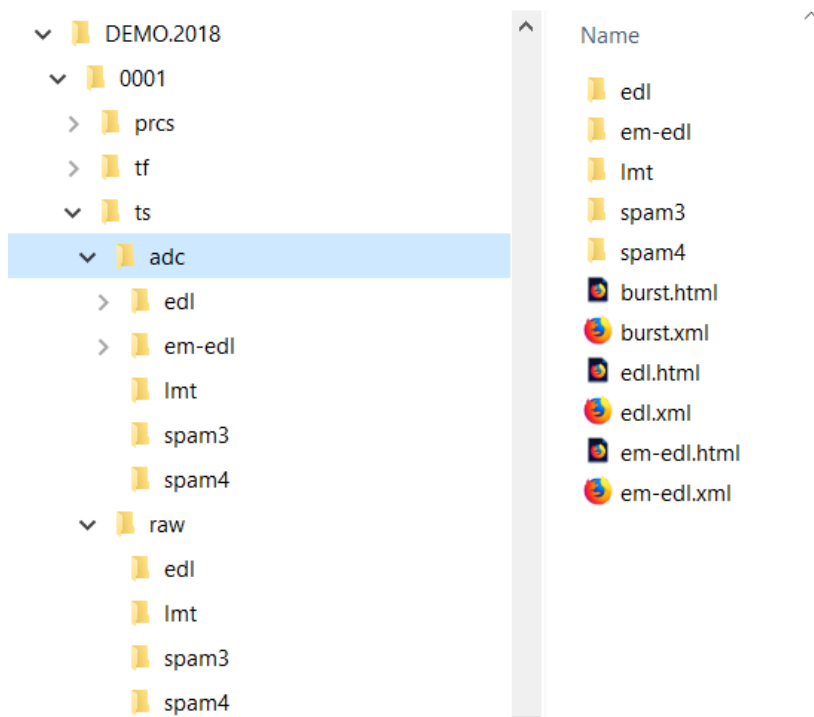 DEMO.2018
0001
prcs
tf
ts
adc
edl
em-edl
lmt
spam3
spam4
raw
edl
lmt
spam3
spam4
Name
edl
em-edl
lmt
spam3
spam4
burst.html
burst.xml
edl.html
edl.xml
em-edl.html
em-edl.xml